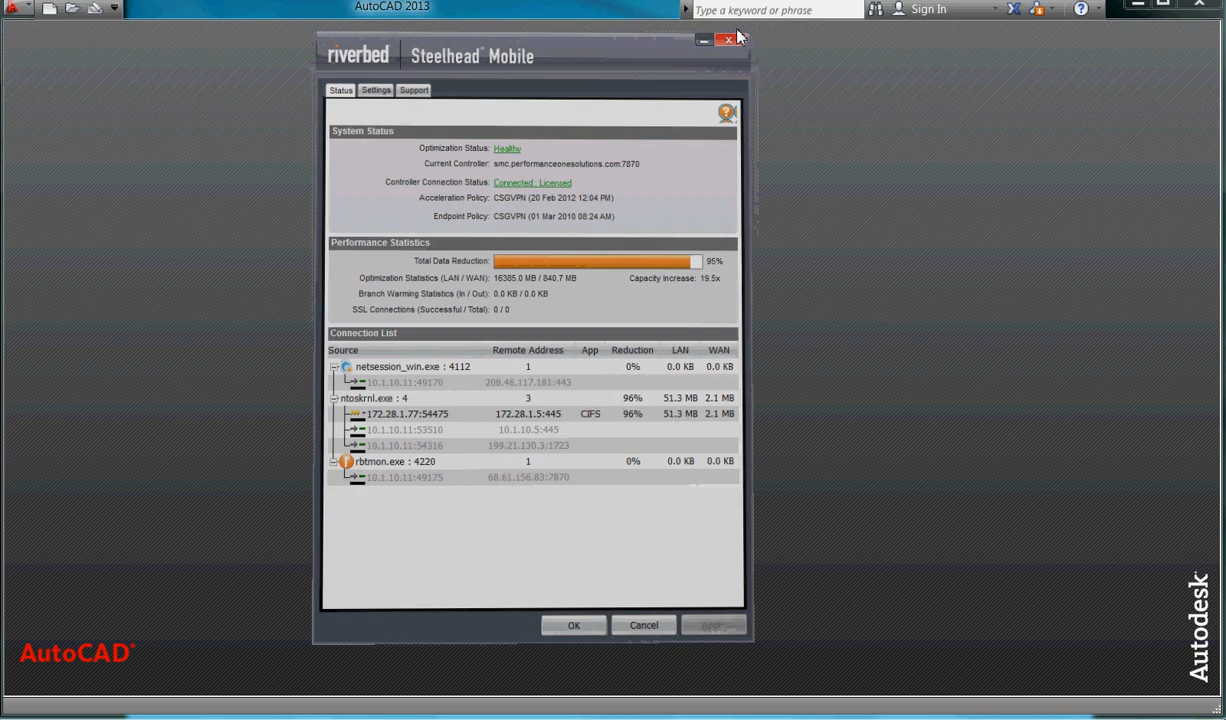 AutoCAD 2013
Type a keyword or phrase
Sign In
riverbed Steelhead® Mobile
Status Settings Support
System Status
Optimization Status: Healthy
Current Controller: smc.performanceonesolutions.com:7870
Controller Connection Status: Connected : Licensed
Acceleration Policy: CSGVPN (20 Feb 2012 12:04 PM)
Endpoint Policy: CSGVPN (01 Mar 2010 08:24 AM)
Performance Statistics
Total Data Reduction: 95%
Optimization Statistics (LAN / WAN): 16385.0 MB / 840.7 MB Capacity Increase: 19.5x
Branch Warming Statistics (In / Out): 0.0 KB / 0.0 KB
SSL Connections (Successful / Total): 0 / 0
Connection List
Source Remote Address App Reduction LAN WAN
netsession_win.exe : 4112 1 0% 0.0 KB 0.0 KB
10.1.10.11:49170 208.46.117.181:443
ntoskrnl.exe : 4 3 96% 51.3 MB 2.1 MB
172.28.1.77:54475 172.28.1.5:445 CIFS 96% 51.3 MB 2.1 MB
10.1.10.11:53510 10.1.10.5:445
10.1.10.11:54316 199.21.130.3:1723
rbtmon.exe : 4220 1 0% 0.0 KB 0.0 KB
10.1.10.11:49175 68.61.156.83:7870
OK Cancel Apply
AutoCAD®
Autodesk®